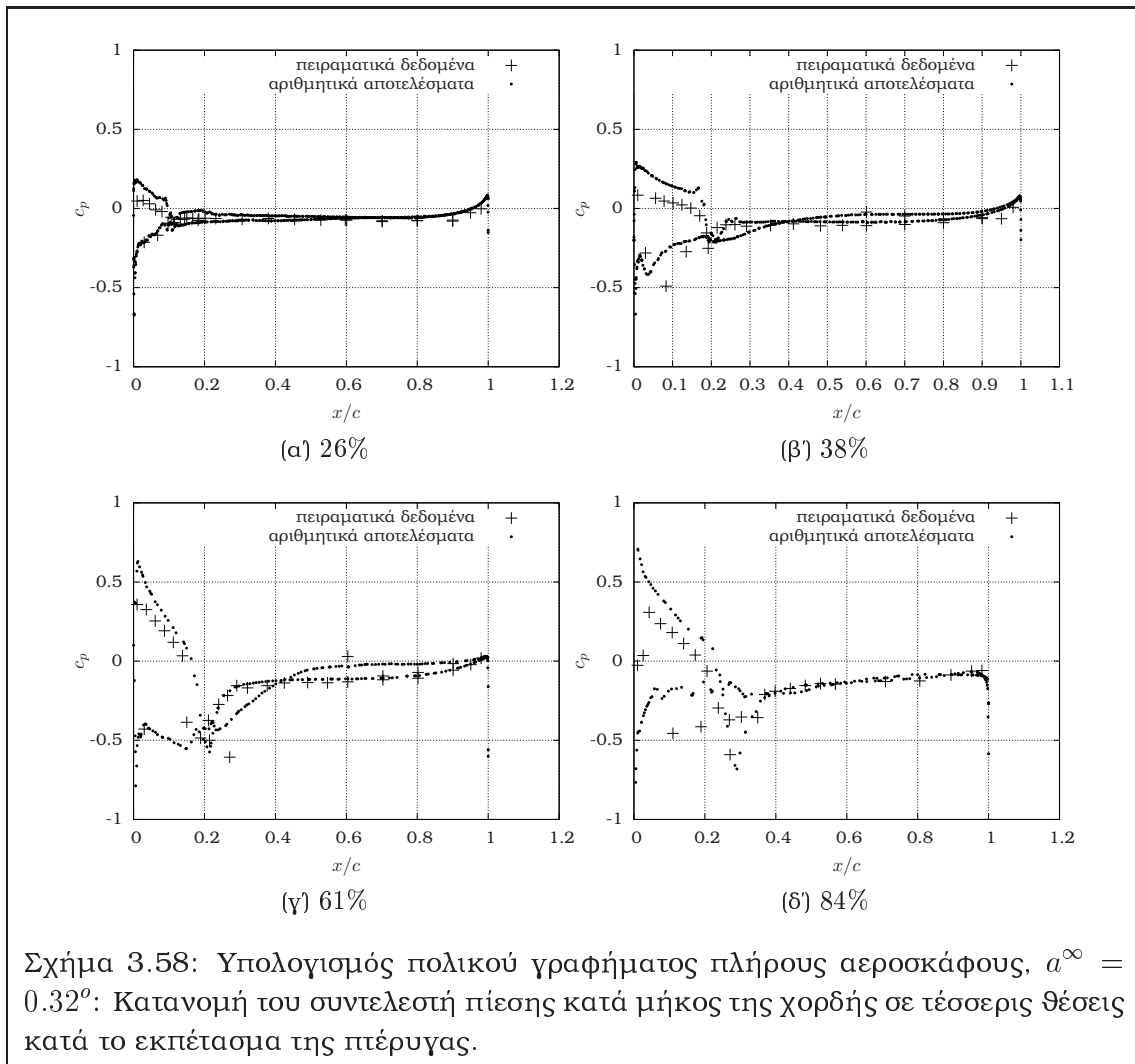 1
0.5
0
-0.5
-1
c_p
πειραματικά δεδομένα
αριθμητικά αποτελέσματα
0 0.2 0.4 0.6 0.8 1 1.2
x/c
(α΄) 26%
1
0.5
0
-0.5
-1
c_p
πειραματικά δεδομένα
αριθμητικά αποτελέσματα
0 0.1 0.2 0.3 0.4 0.5 0.6 0.7 0.8 0.9 1 1.1
x/c
(β΄) 38%
1
0.5
0
-0.5
-1
c_p
πειραματικά δεδομένα
αριθμητικά αποτελέσματα
0 0.2 0.4 0.6 0.8 1 1.2
x/c
(γ΄) 61%
1
0.5
0
-0.5
-1
c_p
πειραματικά δεδομένα
αριθμητικά αποτελέσματα
0 0.2 0.4 0.6 0.8 1 1.2
x/c
(δ΄) 84%
Σχήμα 3.58: Υπολογισμός πολικού γραφήματος πλήρους αεροσκάφους, a^∞ =
0.32^o: Κατανομή του συντελεστή πίεσης κατά μήκος της χορδής σε τέσσερις θέσεις
κατά το εκπέτασμα της πτέρυγας.